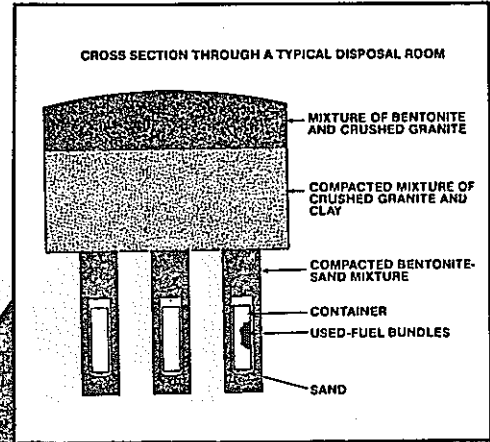 CROSS SECTION THROUGH A TYPICAL DISPOSAL ROOM
MIXTURE OF BENTONITE
AND CRUSHED GRANITE
COMPACTED MIXTURE OF
CRUSHED GRANITE AND
CLAY
COMPACTED BENTONITE-
SAND MIXTURE
CONTAINER
USED-FUEL BUNDLES
SAND